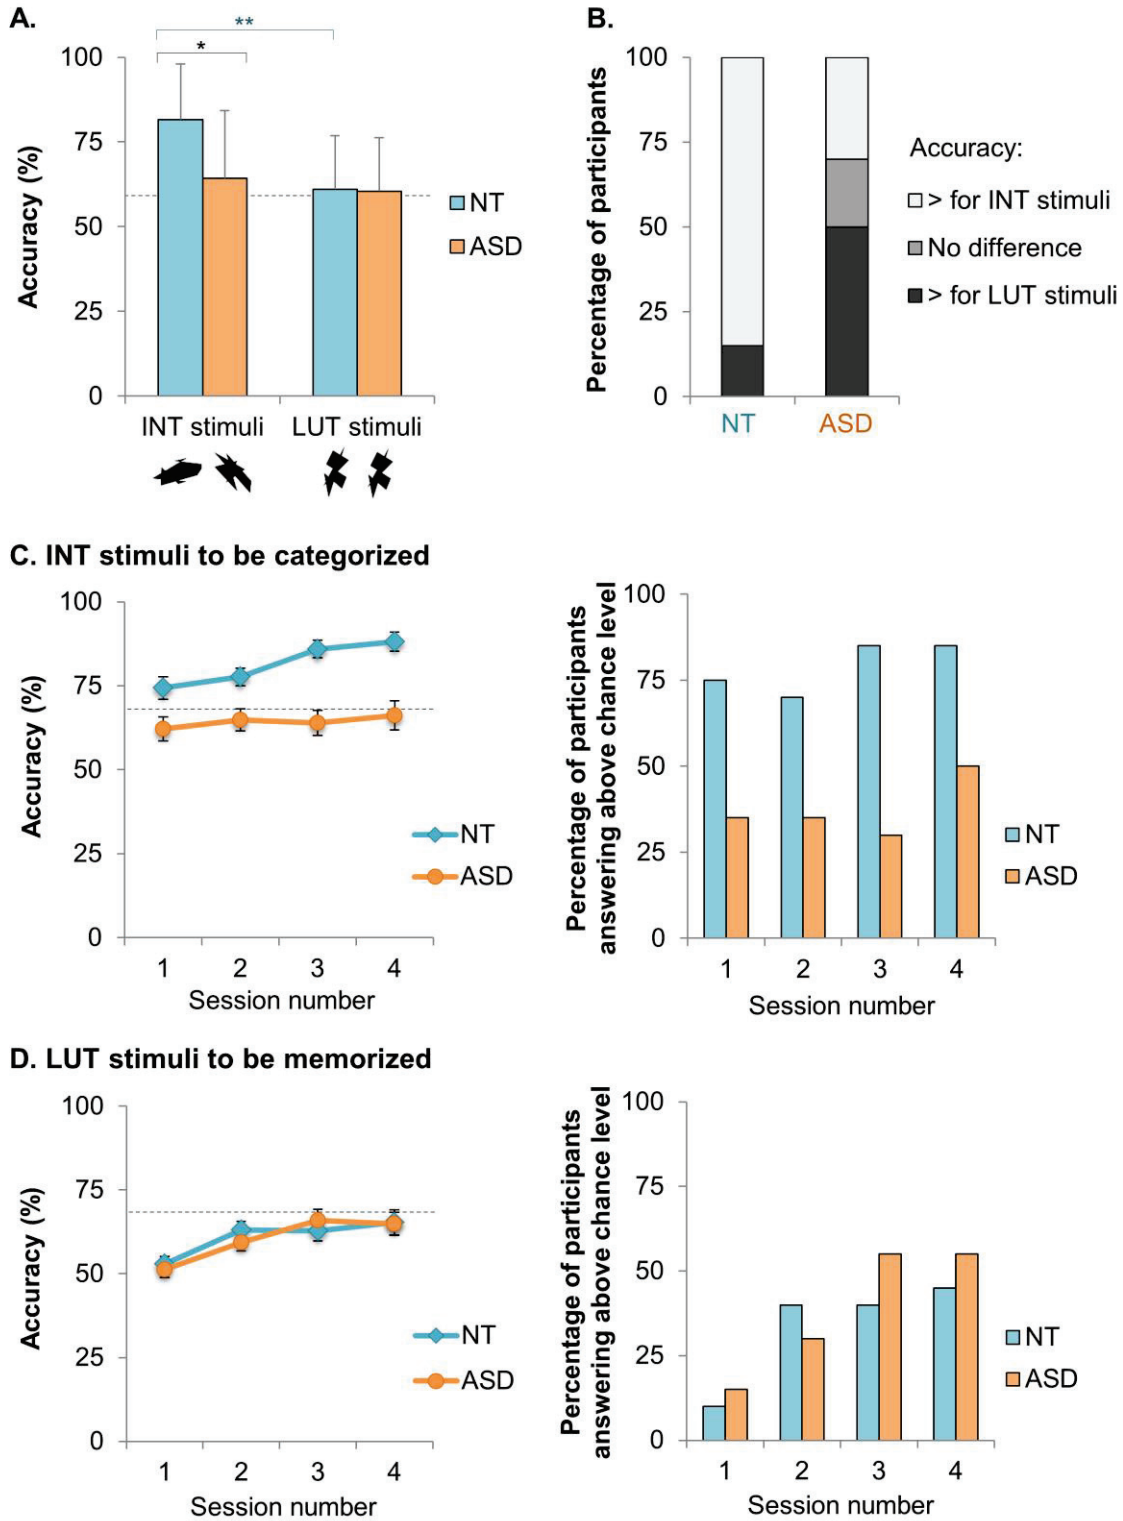 A.
**
*
Accuracy (%)
100
75
50
25
0
INT stimuli
LUT stimuli
NT
ASD
B.
Percentage of participants
100
75
50
25
0
NT
ASD
Accuracy:
> for INT stimuli
No difference
> for LUT stimuli
C. INT stimuli to be categorized
Accuracy (%)
100
75
50
25
0
1 2 3 4
Session number
NT
ASD
Percentage of participants
answering above chance level
100
75
50
25
0
1 2 3 4
Session number
NT
ASD
D. LUT stimuli to be memorized
Accuracy (%)
100
75
50
25
0
1 2 3 4
Session number
NT
ASD
Percentage of participants
answering above chance level
100
75
50
25
0
1 2 3 4
Session number
NT
ASD